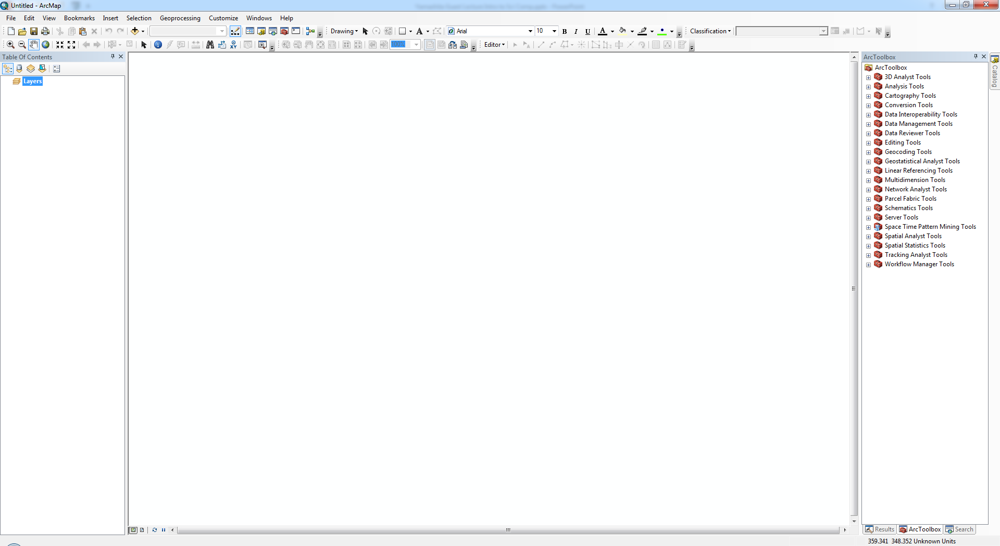 Untitled - ArcMap
File Edit View Bookmarks Insert Selection Geoprocessing Customize Windows Help
Drawing Arial 10 B I U A Classification
100% Editor
Table Of Contents
Layers
ArcToolbox
ArcToolbox
3D Analyst Tools
Analysis Tools
Cartography Tools
Conversion Tools
Data Interoperability Tools
Data Management Tools
Data Reviewer Tools
Editing Tools
Geocoding Tools
Geostatistical Analyst Tools
Linear Referencing Tools
Multidimension Tools
Network Analyst Tools
Parcel Fabric Tools
Schematics Tools
Server Tools
Space Time Pattern Mining Tools
Spatial Analyst Tools
Spatial Statistics Tools
Tracking Analyst Tools
Workflow Manager Tools
Catalog
Results ArcToolbox Search
359.341 348.352 Unknown Units